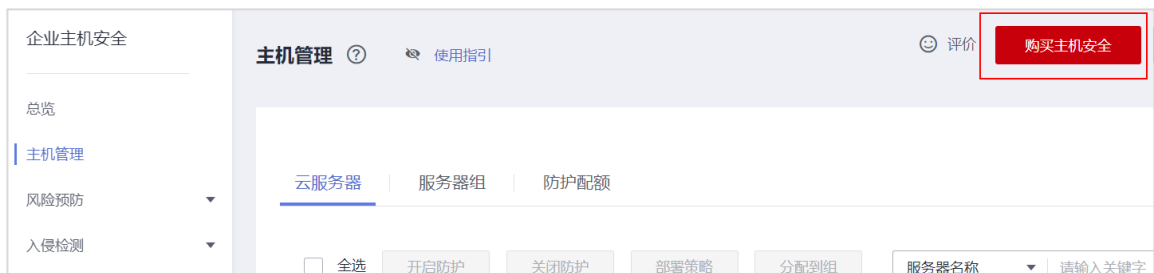 企业主机安全
总览
主机管理
风险预防
入侵检测
主机管理 ? 使用指引
评价 购买主机安全
云服务器 服务器组 防护配额
全选 开启防护 关闭防护 部署策略 分配到组 服务器名称 请输入关键字